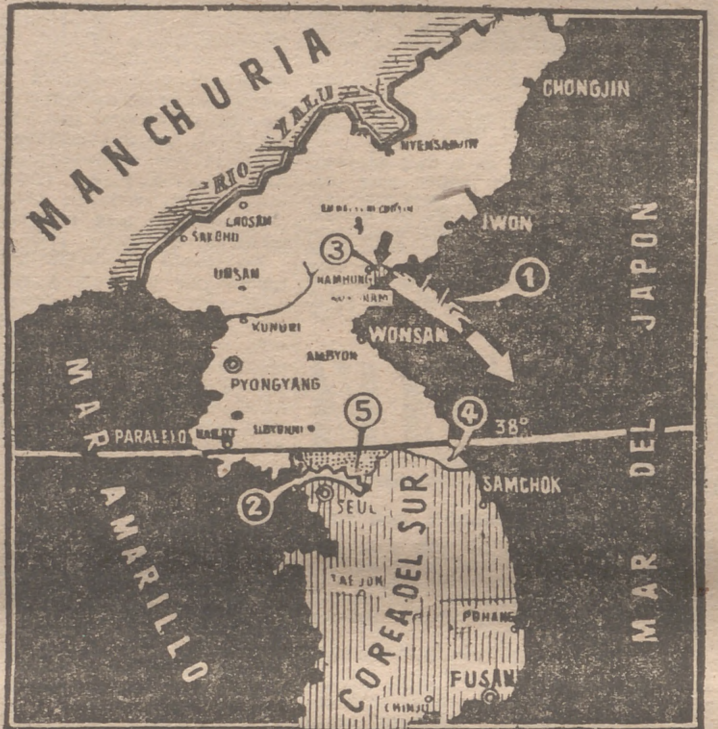 MANCHURIA
RIO YALU
CHONGJIN
HYENSANJIN
CHOSAN
SAKCHU
IWON
3
UNSAN
HAMHUNG
1
KUNURI
WONSAN
ANBYON
PYONGYANG
5
4
38°
PARALELO
2
SEUL
SAMCHOK
MAR AMARILLO
MAR DEL JAPON
COREA DEL SUR
TAEJON
POHANG
FUSAN
CHINJU